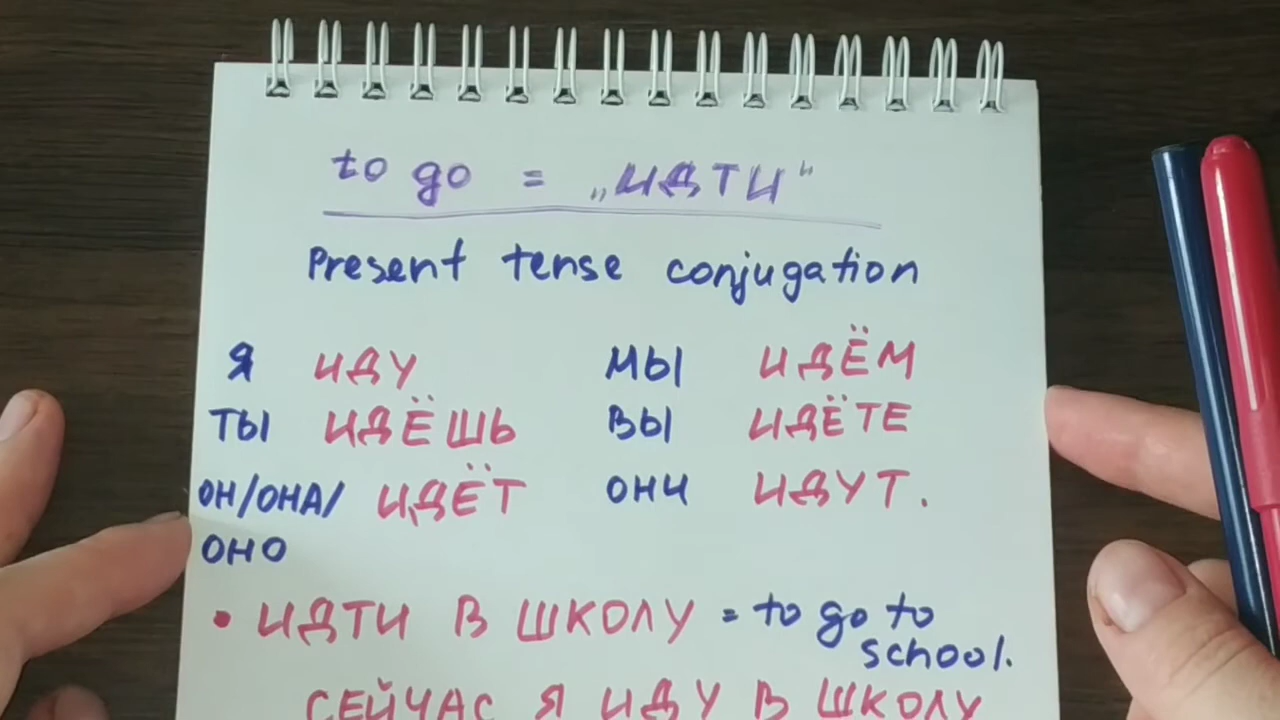 to go = „ИДТИ"
Present tense conjugation
Я ИДУ МЫ ИДЁМ
ТЫ ИДЁШЬ ВЫ ИДЁТЕ
ОН/ОНА/ ИДЁТ ОНИ ИДУТ.
ОНО
• ИДТИ В ШКОЛУ = to go to
school.
СЕЙЧАС Я ИДУ В ШКОЛУ